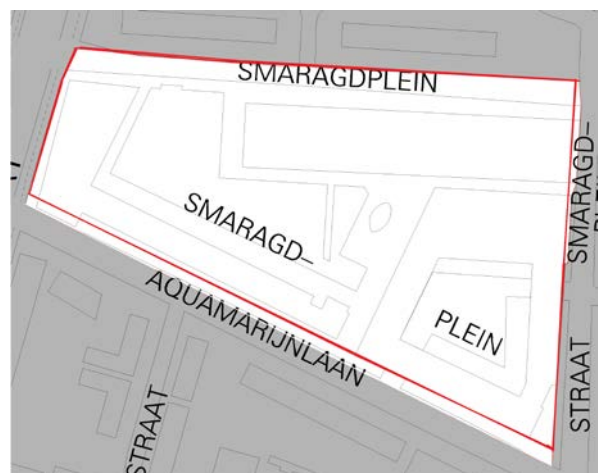 SMARAGDPLEIN
SMARAGD–
SMARAGD–
AQUAMARIJNLAAN
PLEIN
STRAAT
STRAAT